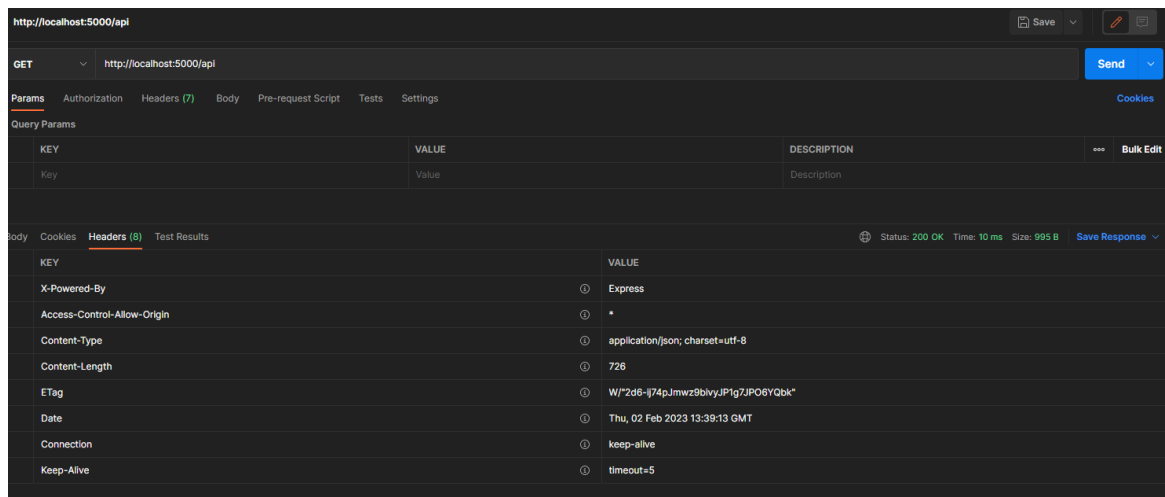 http://localhost:5000/api Save
GET http://localhost:5000/api Send
Params Authorization Headers (7) Body Pre-request Script Tests Settings Cookies
Query Params
KEY VALUE DESCRIPTION ooo Bulk Edit
Key Value Description
Body Cookies Headers (8) Test Results Status: 200 OK Time: 10 ms Size: 995 B Save Response
KEY VALUE
X-Powered-By Express
Access-Control-Allow-Origin *
Content-Type application/json; charset=utf-8
Content-Length 726
ETag W/"2d6-ij74pJmwz9blvyJP1g7JPO6YQbk"
Date Thu, 02 Feb 2023 13:39:13 GMT
Connection keep-alive
Keep-Alive timeout=5